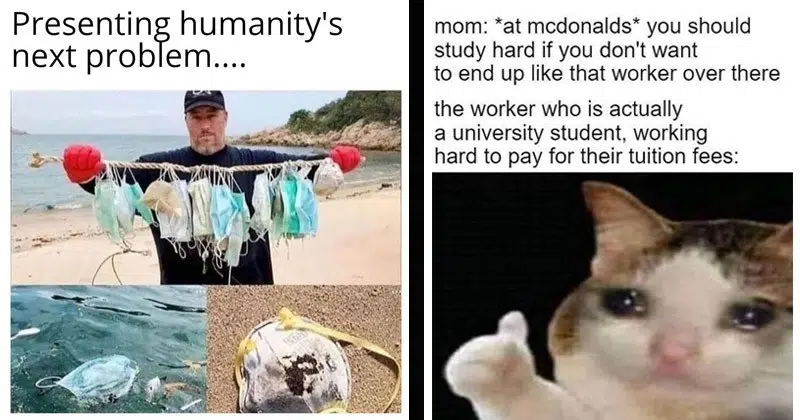 Presenting humanity's
next problem....
mom: *at mcdonalds* you should
study hard if you don't want
to end up like that worker over there
the worker who is actually
a university student, working
hard to pay for their tuition fees: